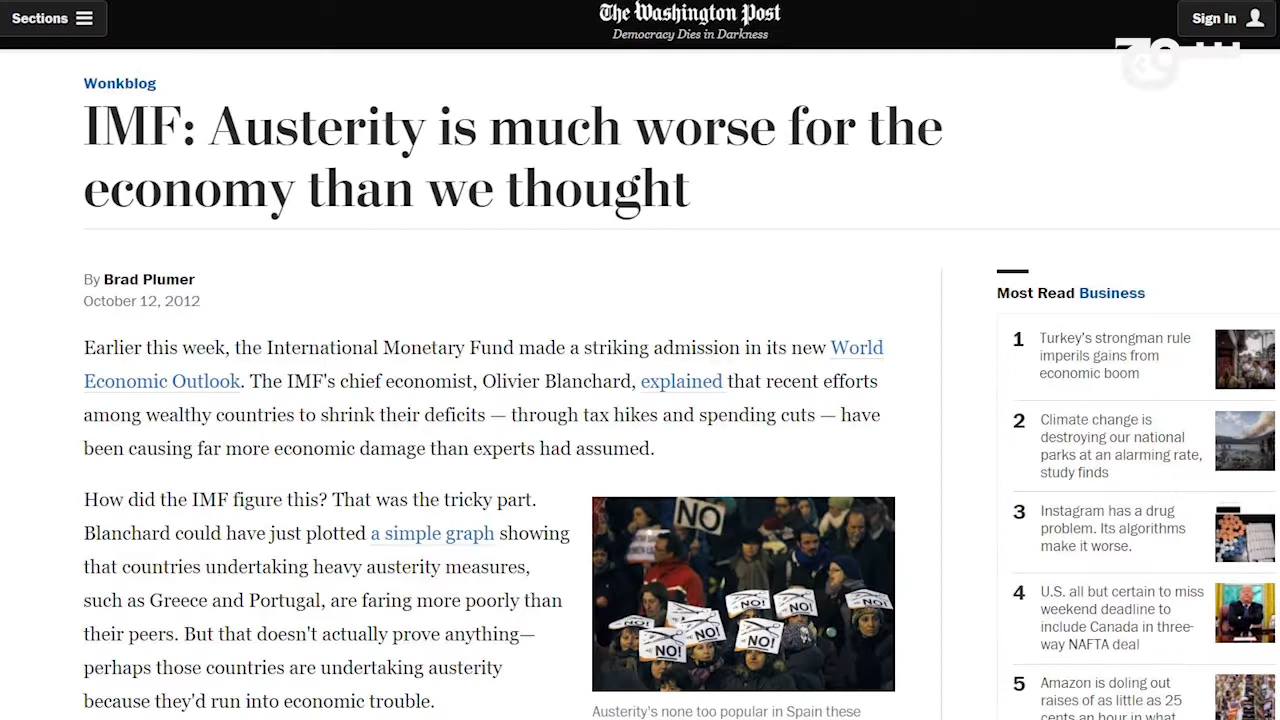 Sections
The Washington Post
Democracy Dies in Darkness
Sign In
Wonkblog
IMF: Austerity is much worse for the
economy than we thought
By Brad Plumer
October 12, 2012
Earlier this week, the International Monetary Fund made a striking admission in its new World
Economic Outlook. The IMF's chief economist, Olivier Blanchard, explained that recent efforts
among wealthy countries to shrink their deficits — through tax hikes and spending cuts — have
been causing far more economic damage than experts had assumed.
How did the IMF figure this? That was the tricky part.
Blanchard could have just plotted a simple graph showing
that countries undertaking heavy austerity measures,
such as Greece and Portugal, are faring more poorly than
their peers. But that doesn't actually prove anything—
perhaps those countries are undertaking austerity
because they'd run into economic trouble.
NO
NO!
NO!
NO!
NO!
NO!
NO!
NO!
Austerity's none too popular in Spain these
Most Read Business
1
Turkey's strongman rule
imperils gains from
economic boom
2
Climate change is
destroying our national
parks at an alarming rate,
study finds
3
Instagram has a drug
problem. Its algorithms
make it worse.
4
U.S. all but certain to miss
weekend deadline to
include Canada in three-
way NAFTA deal
5
Amazon is doling out
raises of as little as 25
cents an hour in what